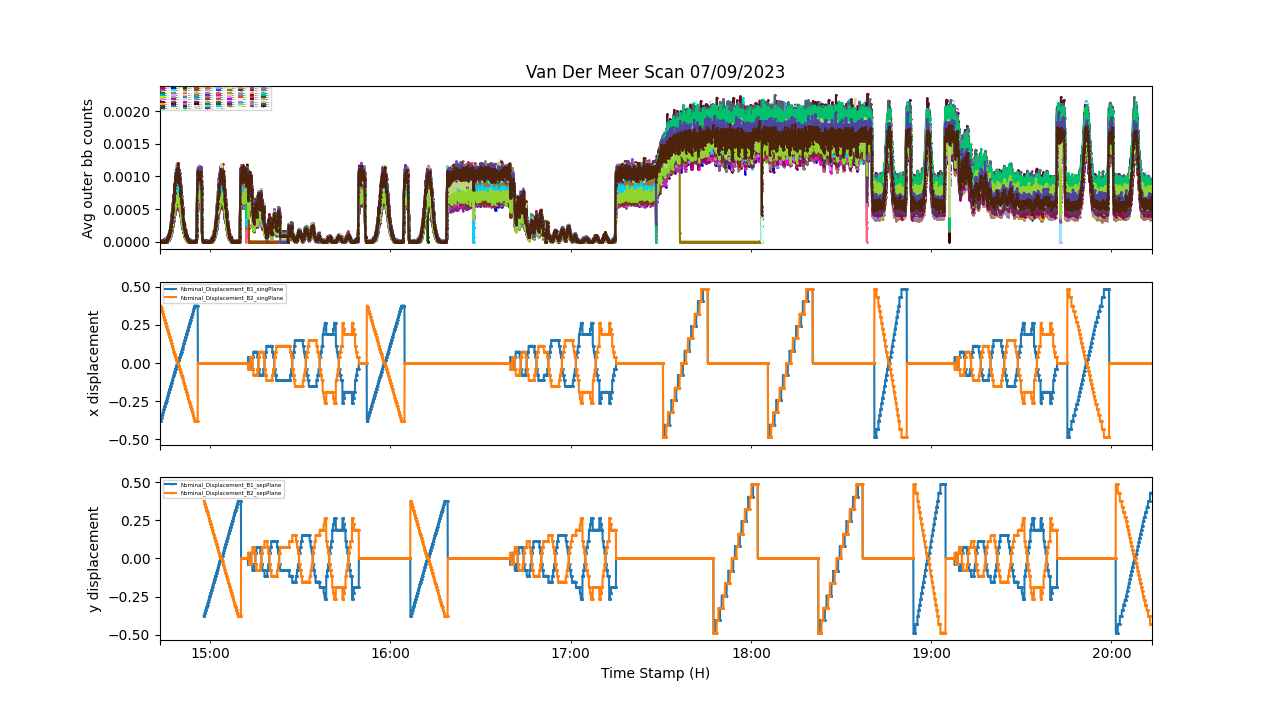 Van Der Meer Scan 07/09/2023
Avg outer bb counts
0.0020
0.0015
0.0010
0.0005
0.0000
x displacement
0.50
0.25
0.00
−0.25
−0.50
Nominal_Displacement_B1_xingPlane
Nominal_Displacement_B2_xingPlane
y displacement
0.50
0.25
0.00
−0.25
−0.50
Nominal_Displacement_B1_sepPlane
Nominal_Displacement_B2_sepPlane
15:00 16:00 17:00 18:00 19:00 20:00
Time Stamp (H)